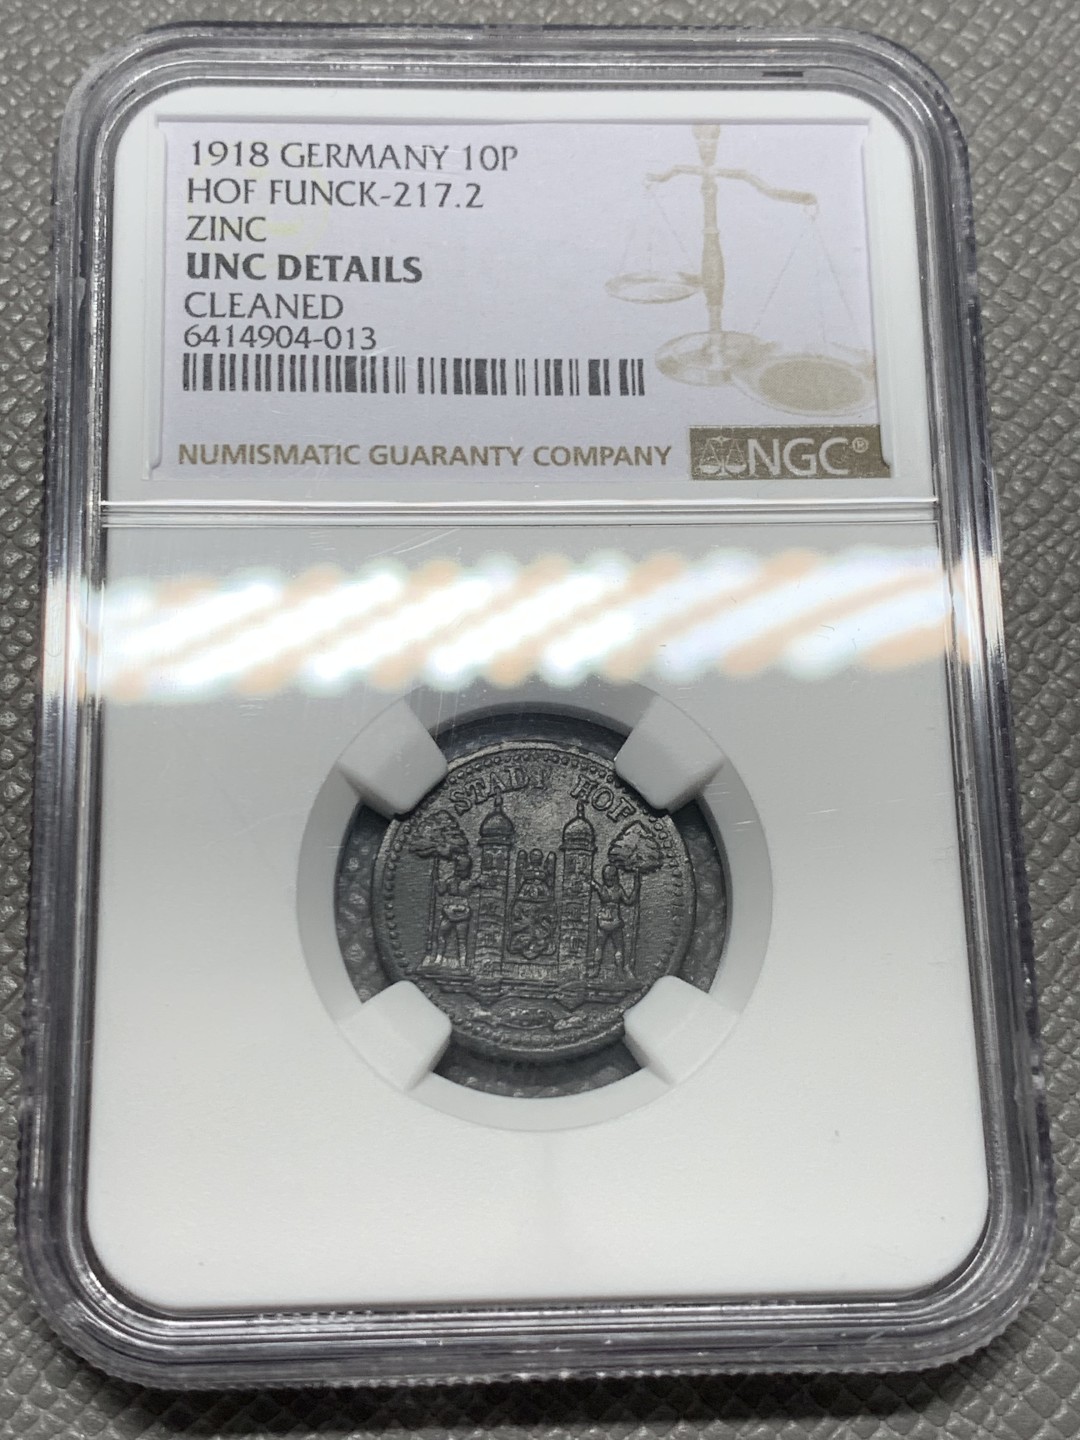 1918 GERMANY 10P
HOF FUNCK-217.2
ZINC
UNC DETAILS
CLEANED
6414904-013
NUMISMATIC GUARANTY COMPANY
NGC®
STADT HOF